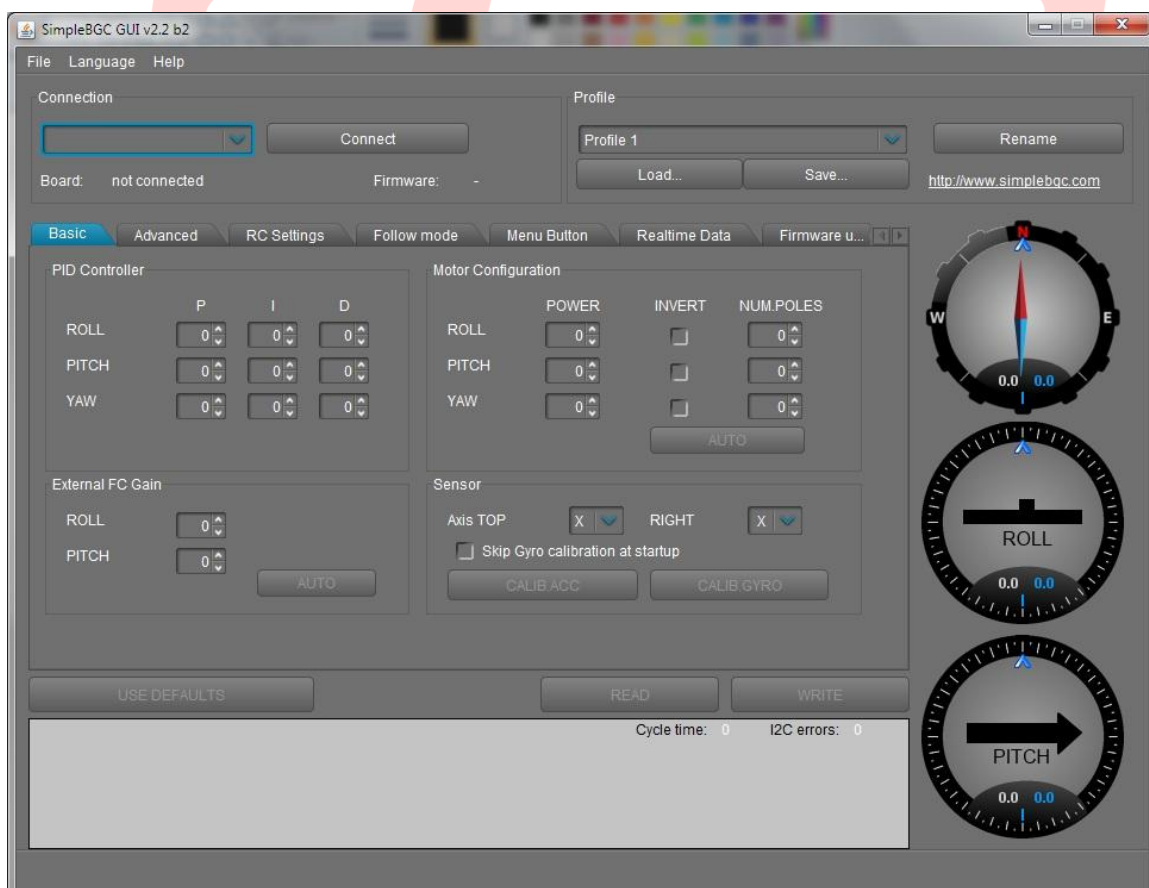 SimpleBGC GUI v2.2 b2
File Language Help
Connection
Connect
Board: not connected Firmware: -
Profile
Profile 1
Rename
Load... Save...
http://www.simplebgc.com
Basic Advanced RC Settings Follow mode Menu Button Realtime Data Firmware u...
PID Controller
P I D
ROLL 0 0 0
PITCH 0 0 0
YAW 0 0 0
Motor Configuration
POWER INVERT NUM.POLES
ROLL 0 0
PITCH 0 0
YAW 0 0
AUTO
External FC Gain
ROLL 0
PITCH 0
AUTO
Sensor
Axis TOP X RIGHT X
Skip Gyro calibration at startup
CALIB.ACC CALIB.GYRO
USE DEFAULTS READ WRITE
Cycle time: 0 I2C errors: 0
N
W E
0.0 0.0
ROLL
0.0 0.0
PITCH
0.0 0.0